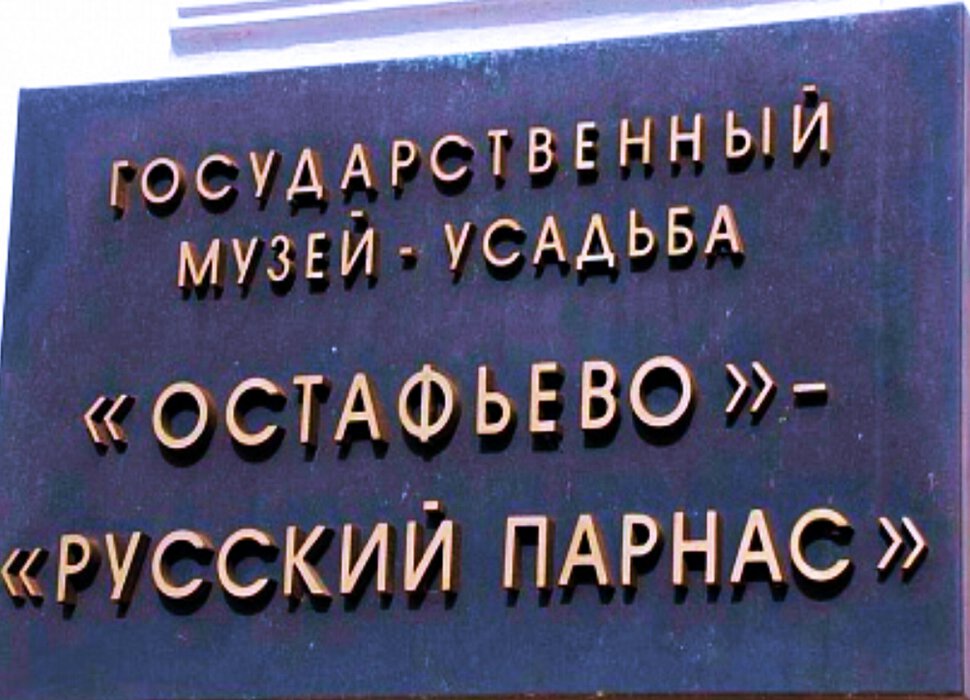 ГОСУДАРСТВЕННЫЙ
МУЗЕЙ - УСАДЬБА
«ОСТАФЬЕВО» -
«РУССКИЙ ПАРНАС»